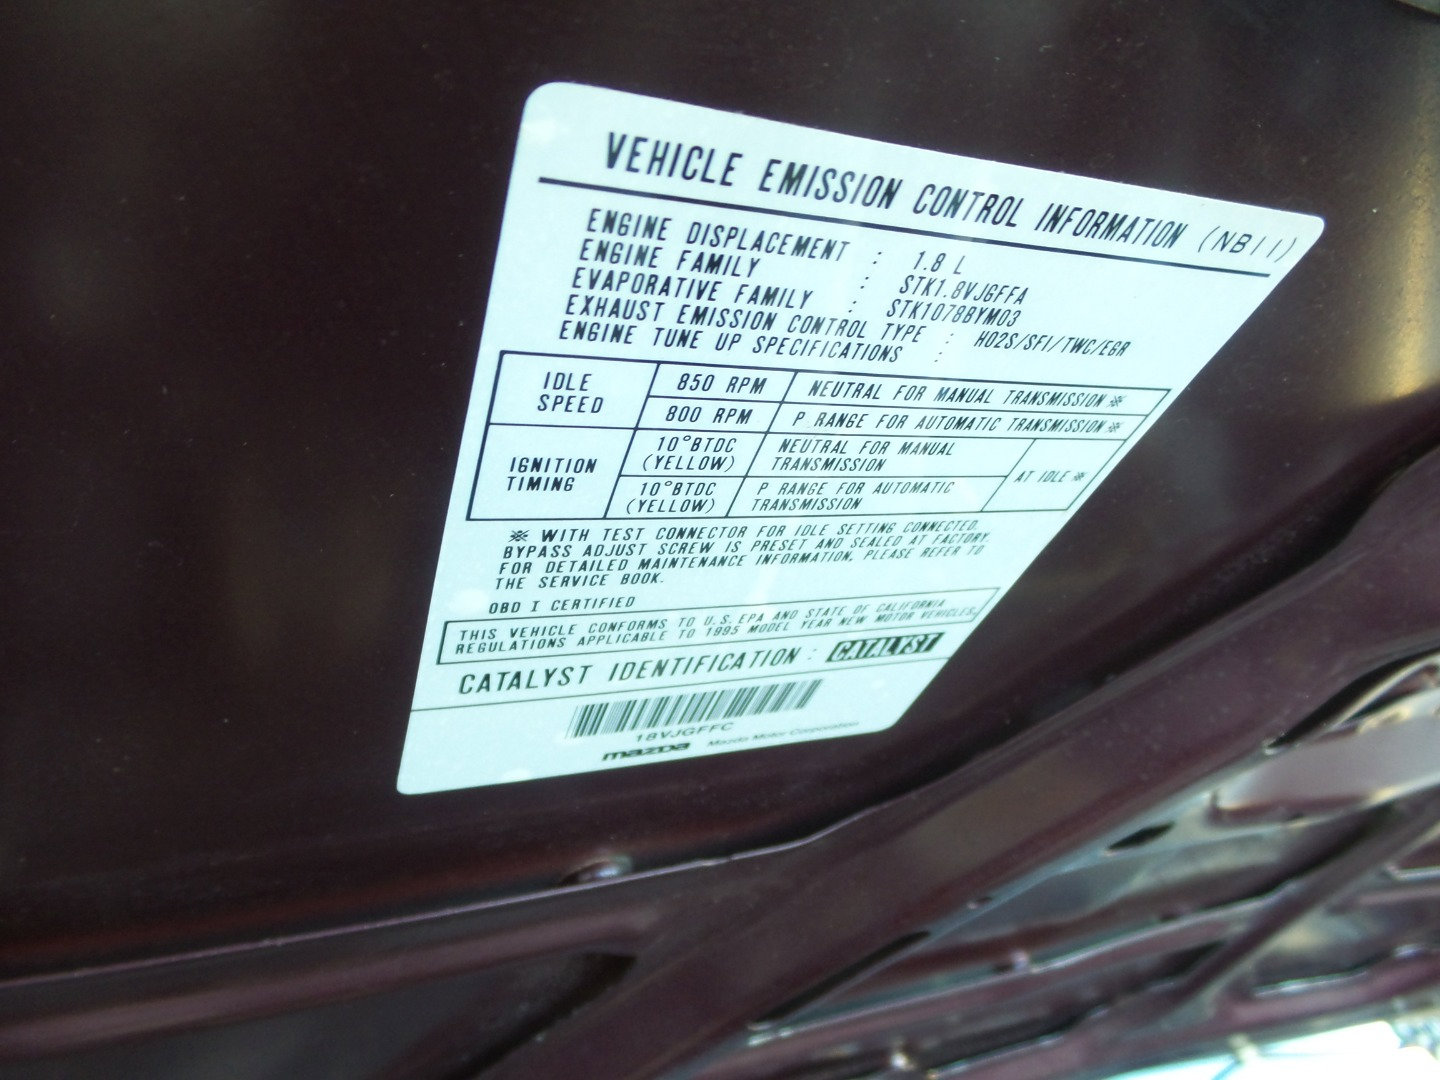 VEHICLE EMISSION CONTROL INFORMATION (NB11)
ENGINE DISPLACEMENT : 1.8 L
ENGINE FAMILY : STK1.8VJGFFA
EVAPORATIVE FAMILY : STK1078BYM03
EXHAUST EMISSION CONTROL TYPE : HO2S/SFI/TWC/EGR
ENGINE TUNE UP SPECIFICATIONS :
IDLE SPEED
850 RPM NEUTRAL FOR MANUAL TRANSMISSION※
800 RPM P RANGE FOR AUTOMATIC TRANSMISSION※
IGNITION TIMING
10°BTDC (YELLOW) NEUTRAL FOR MANUAL TRANSMISSION
10°BTDC (YELLOW) P RANGE FOR AUTOMATIC TRANSMISSION
AT IDLE※
※ WITH TEST CONNECTOR FOR IDLE SETTING CONNECTED.
BYPASS ADJUST SCREW IS PRESET AND SEALED AT FACTORY.
FOR DETAILED MAINTENANCE INFORMATION, PLEASE REFER TO
THE SERVICE BOOK.
OBD I CERTIFIED
THIS VEHICLE CONFORMS TO U.S.EPA AND STATE OF CALIFORNIA
REGULATIONS APPLICABLE TO 1995 MODEL YEAR NEW MOTOR VEHICLES.
CATALYST IDENTIFICATION : CATALYST
18VJGFFC
mazda Mazda Motor Corporation